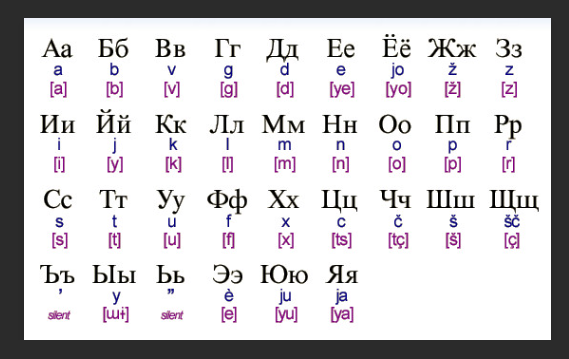 Аа Бб Вв Гг Дд Ее Ёё Жж Зз
a b v g d e jo ž z
[a] [b] [v] [g] [d] [ye] [yo] [ž] [z]
Ии Йй Кк Лл Мм Нн Оо Пп Рр
i j k l m n o p r
[i] [y] [k] [l] [m] [n] [o] [p] [r]
Сс Тт Уу Фф Хх Цц Чч Шш Щщ
s t u f x c č š šč
[s] [t] [u] [f] [x] [ts] [tç] [š] [ç]
Ъъ Ыы Ьь Ээ Юю Яя
’ y ” è ju ja
silent [ɯɨ] silent [e] [yu] [ya]